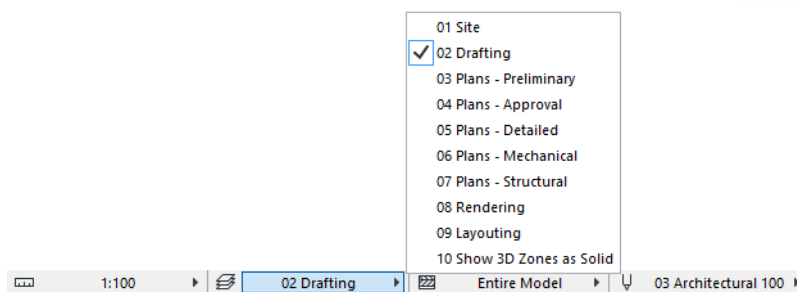 01 Site
02 Drafting
03 Plans - Preliminary
04 Plans - Approval
05 Plans - Detailed
06 Plans - Mechanical
07 Plans - Structural
08 Rendering
09 Layouting
10 Show 3D Zones as Solid
1:100 02 Drafting Entire Model 03 Architectural 100